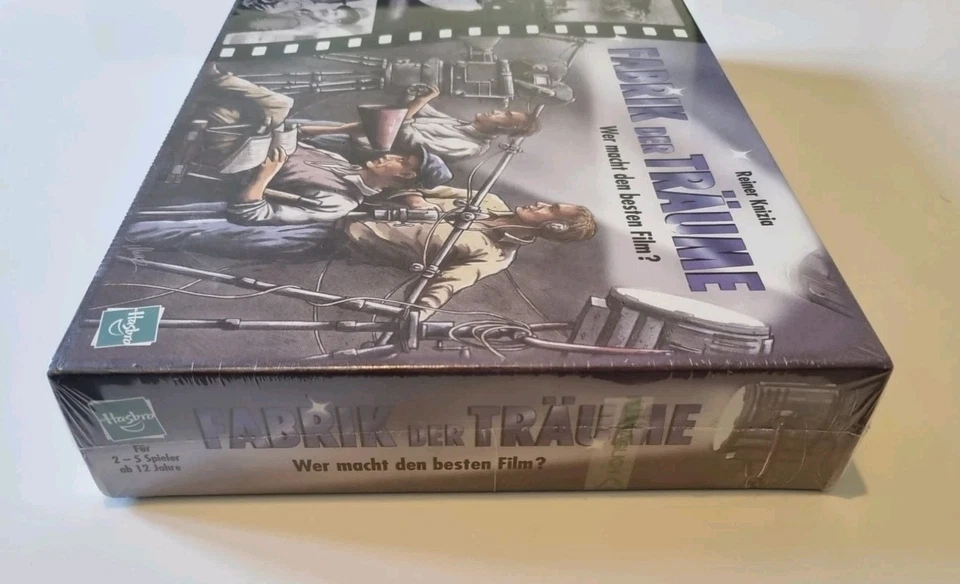 Reiner Knizia
FABRIK DER TRÄUME
Wer macht den besten Film?
Hasbro
Hasbro
FABRIK DER TRÄUME
Wer macht den besten Film?
Für
2 – 5 Spieler
ab 12 Jahre